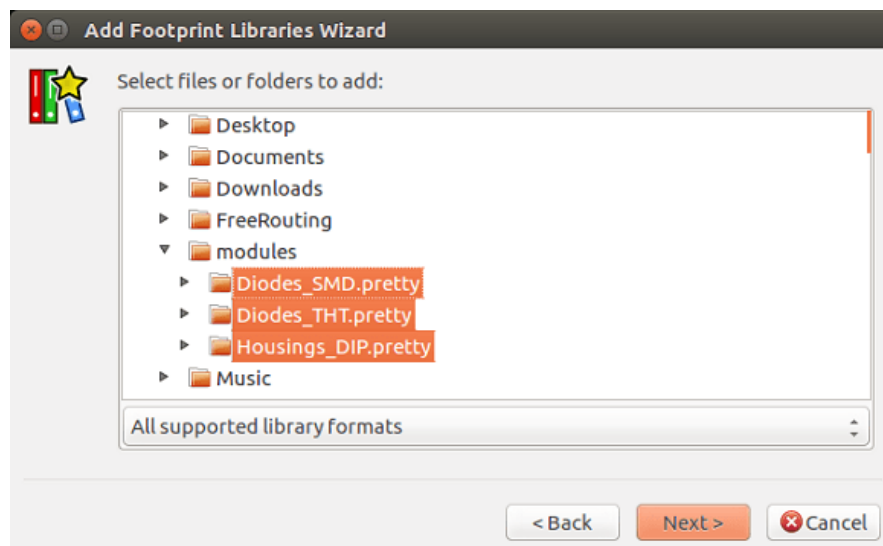 Add Footprint Libraries Wizard
Select files or folders to add:
Desktop
Documents
Downloads
FreeRouting
modules
Diodes_SMD.pretty
Diodes_THT.pretty
Housings_DIP.pretty
Music
All supported library formats
< Back Next > Cancel